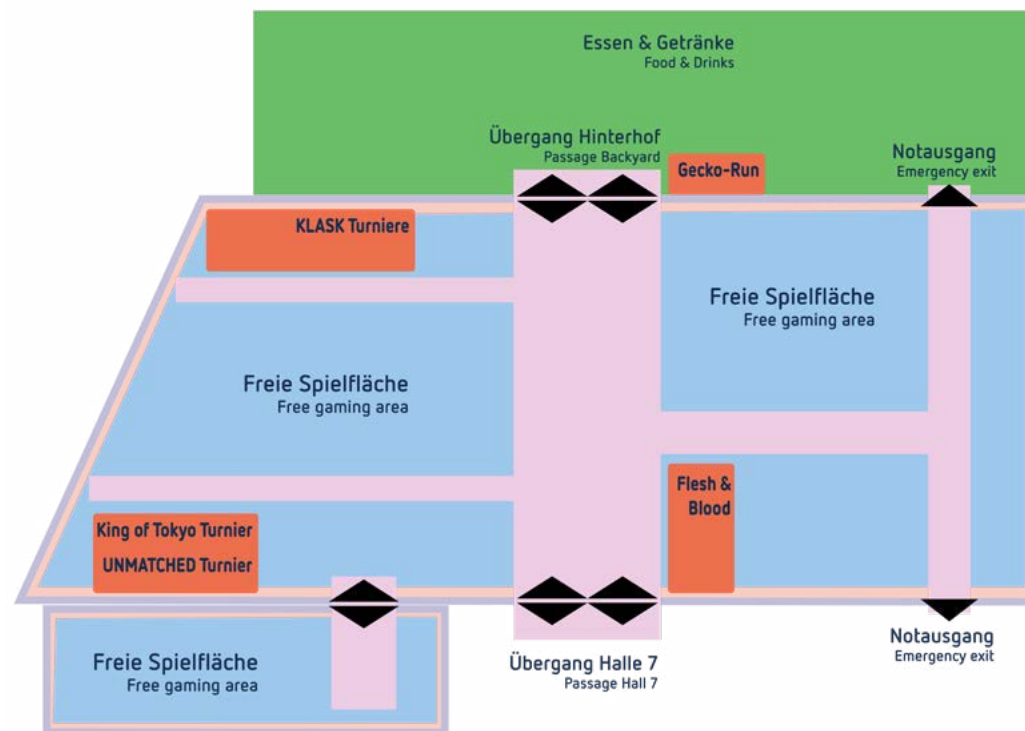 Essen & Getränke
Food & Drinks
Übergang Hinterhof
Passage Backyard
Gecko-Run
Notausgang
Emergency exit
KLASK Turniere
Freie Spielfläche
Free gaming area
Freie Spielfläche
Free gaming area
Flesh &
Blood
King of Tokyo Turnier
UNMATCHED Turnier
Freie Spielfläche
Free gaming area
Übergang Halle 7
Passage Hall 7
Notausgang
Emergency exit